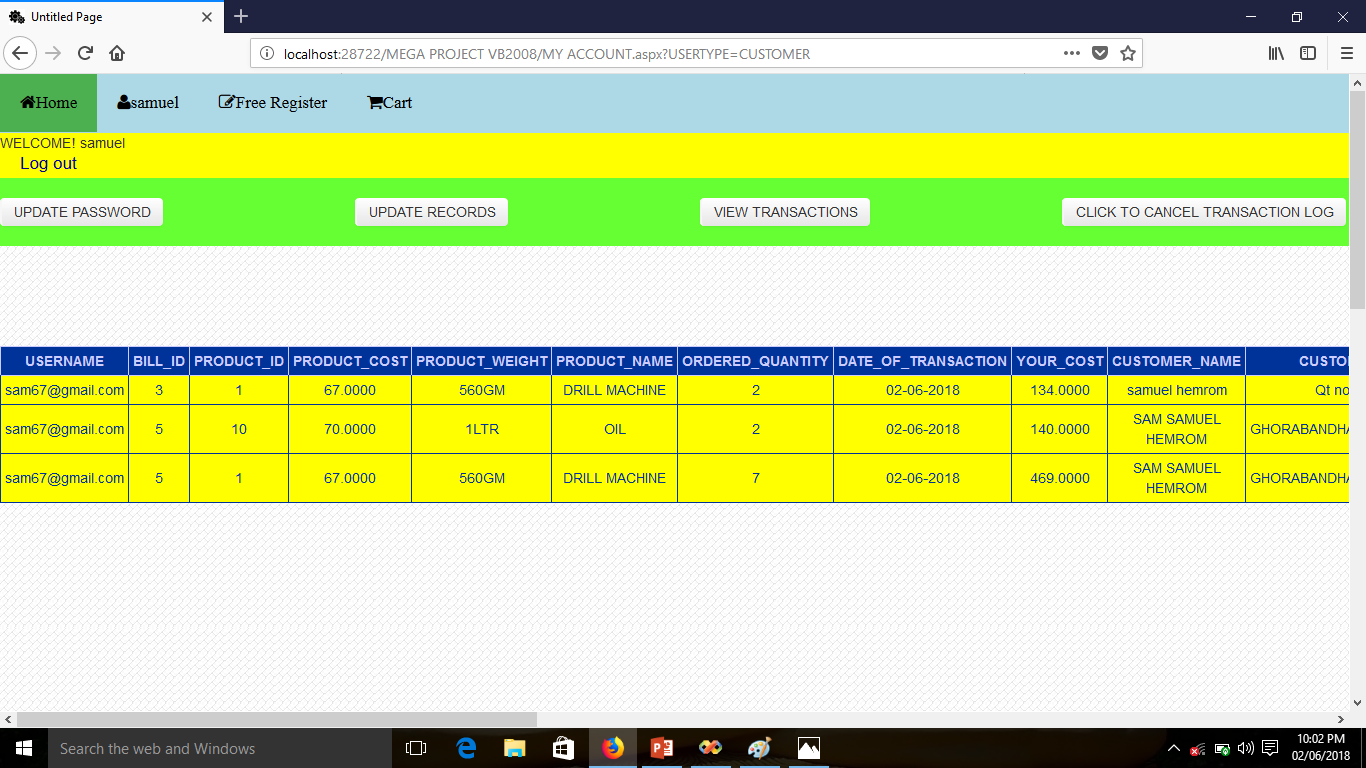 Untitled Page
localhost:28722/MEGA PROJECT VB2008/MY ACCOUNT.aspx?USERTYPE=CUSTOMER
Home samuel Free Register Cart
WELCOME! samuel
Log out
UPDATE PASSWORD UPDATE RECORDS VIEW TRANSACTIONS CLICK TO CANCEL TRANSACTION LOG
USERNAME BILL_ID PRODUCT_ID PRODUCT_COST PRODUCT_WEIGHT PRODUCT_NAME ORDERED_QUANTITY DATE_OF_TRANSACTION YOUR_COST CUSTOMER_NAME CUSTO
sam67@gmail.com 3 1 67.0000 560GM DRILL MACHINE 2 02-06-2018 134.0000 samuel hemrom Qt no
sam67@gmail.com 5 10 70.0000 1LTR OIL 2 02-06-2018 140.0000 SAM SAMUEL HEMROM GHORABANDHA
sam67@gmail.com 5 1 67.0000 560GM DRILL MACHINE 7 02-06-2018 469.0000 SAM SAMUEL HEMROM GHORABANDHA
Search the web and Windows
10:02 PM
02/06/2018